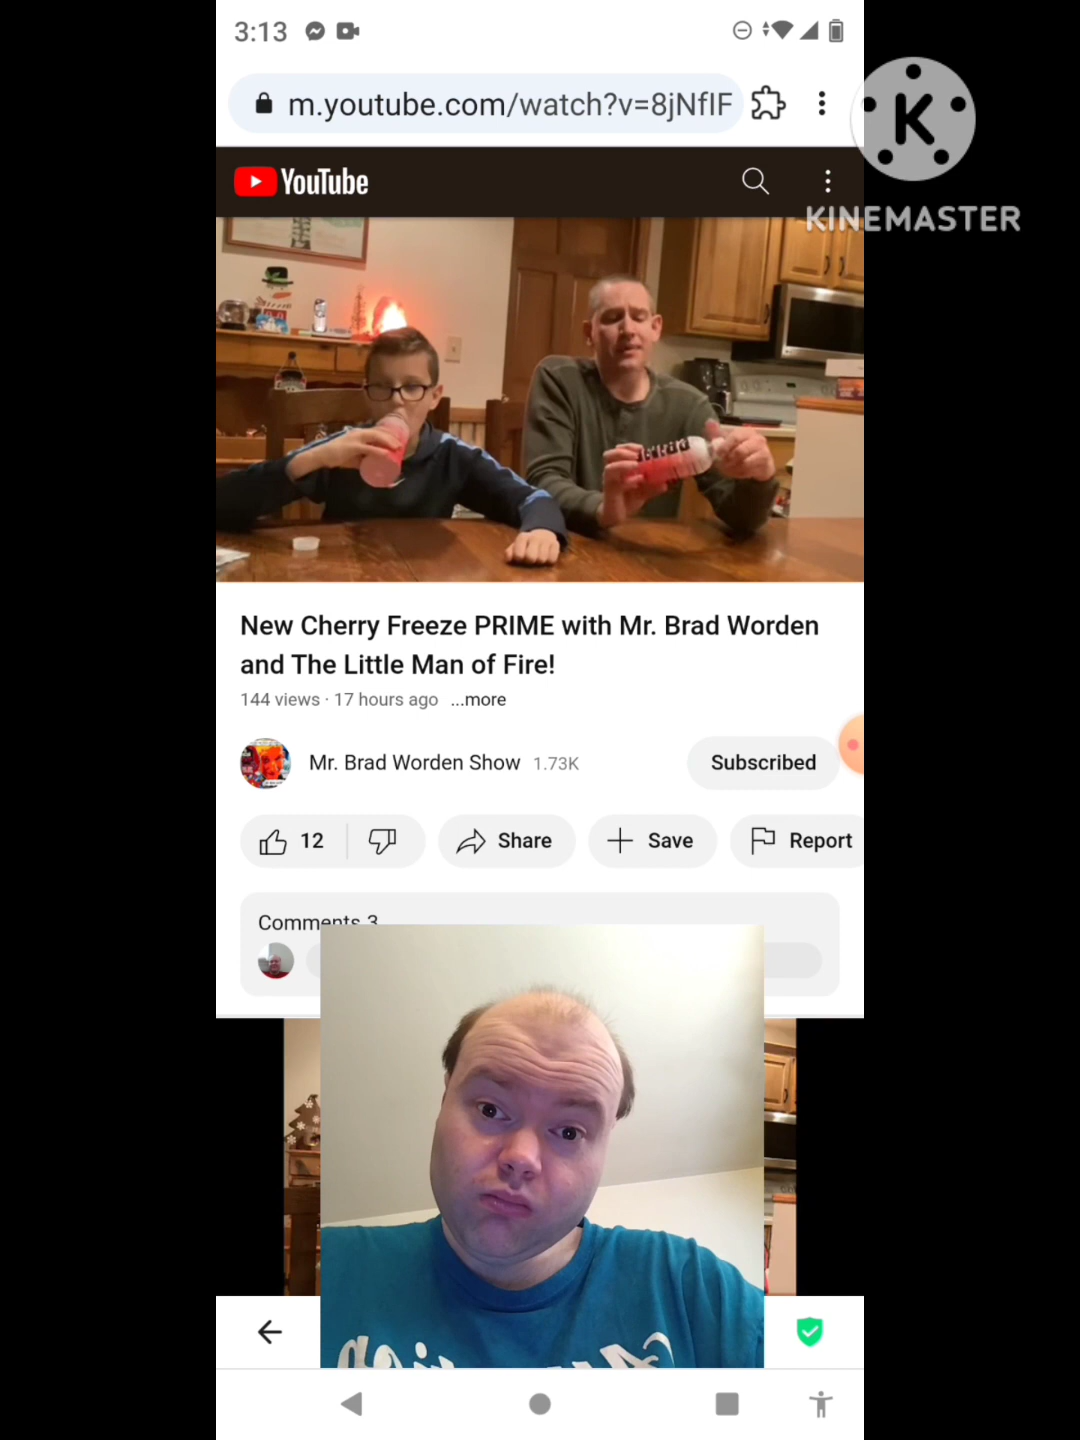 3:13
m.youtube.com/watch?v=8jNfIF
K
KINEMASTER
YouTube
New Cherry Freeze PRIME with Mr. Brad Worden
and The Little Man of Fire!
144 views · 17 hours ago ...more
Mr. Brad Worden Show 1.73K
Subscribed
12
Share
Save
Report
Comments 3